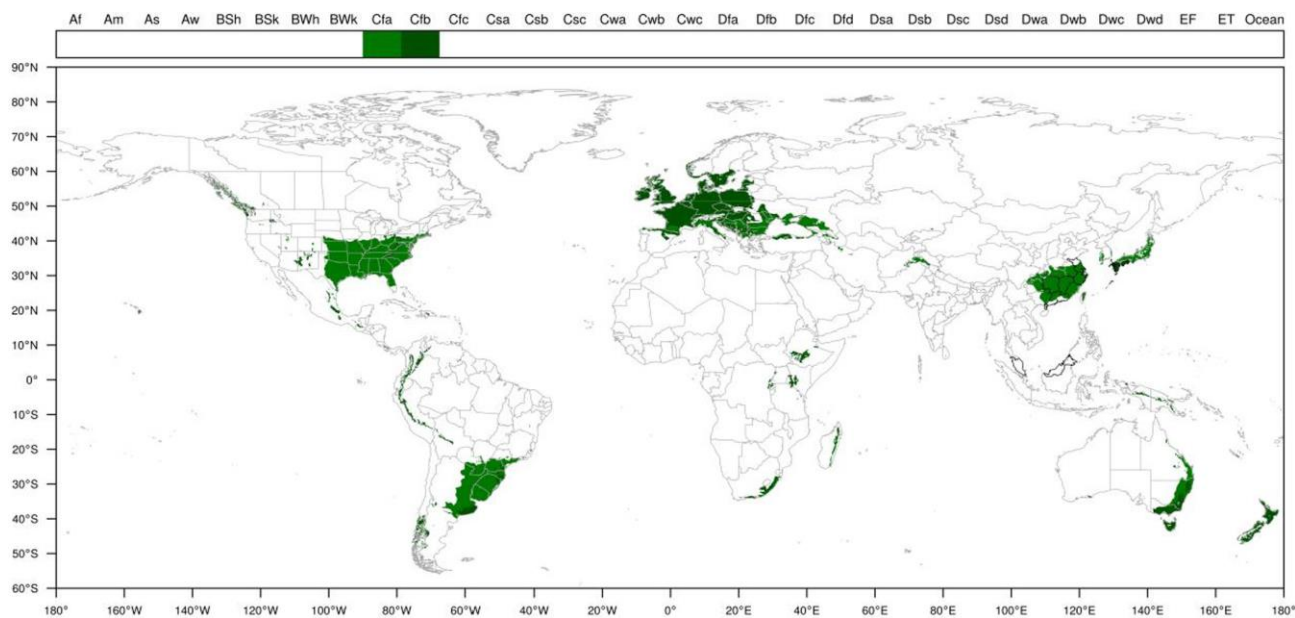 Af Am As Aw BSh BSk BWh BWk Cfa Cfb Cfc Csa Csb Csc Cwa Cwb Cwc Dfa Dfb Dfc Dfd Dsa Dsb Dsc Dsd Dwa Dwb Dwc Dwd EF ET Ocean
90°N
80°N
70°N
60°N
50°N
40°N
30°N
20°N
10°N
0°
10°S
20°S
30°S
40°S
50°S
60°S
180° 160°W 140°W 120°W 100°W 80°W 60°W 40°W 20°W 0° 20°E 40°E 60°E 80°E 100°E 120°E 140°E 160°E 180°